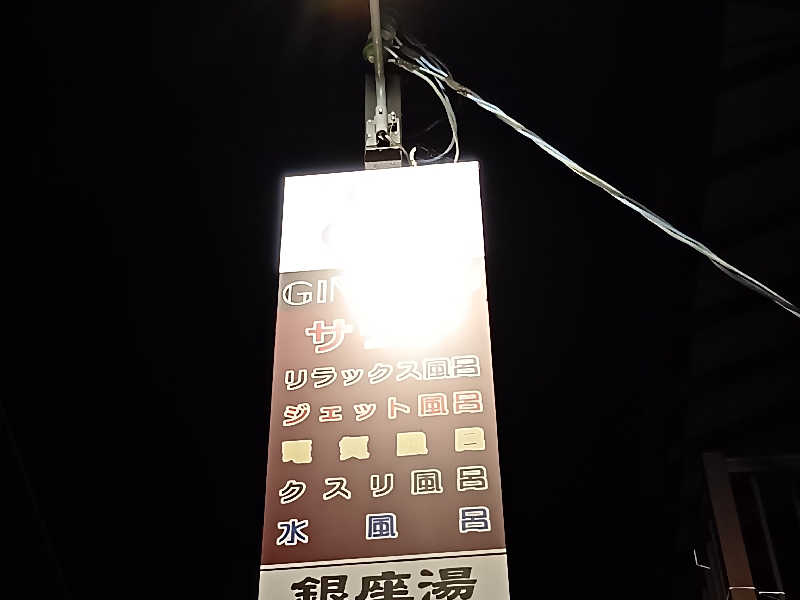 リラックス風呂
ジェット風呂
電気風呂
クスリ風呂
水風呂
銀座湯